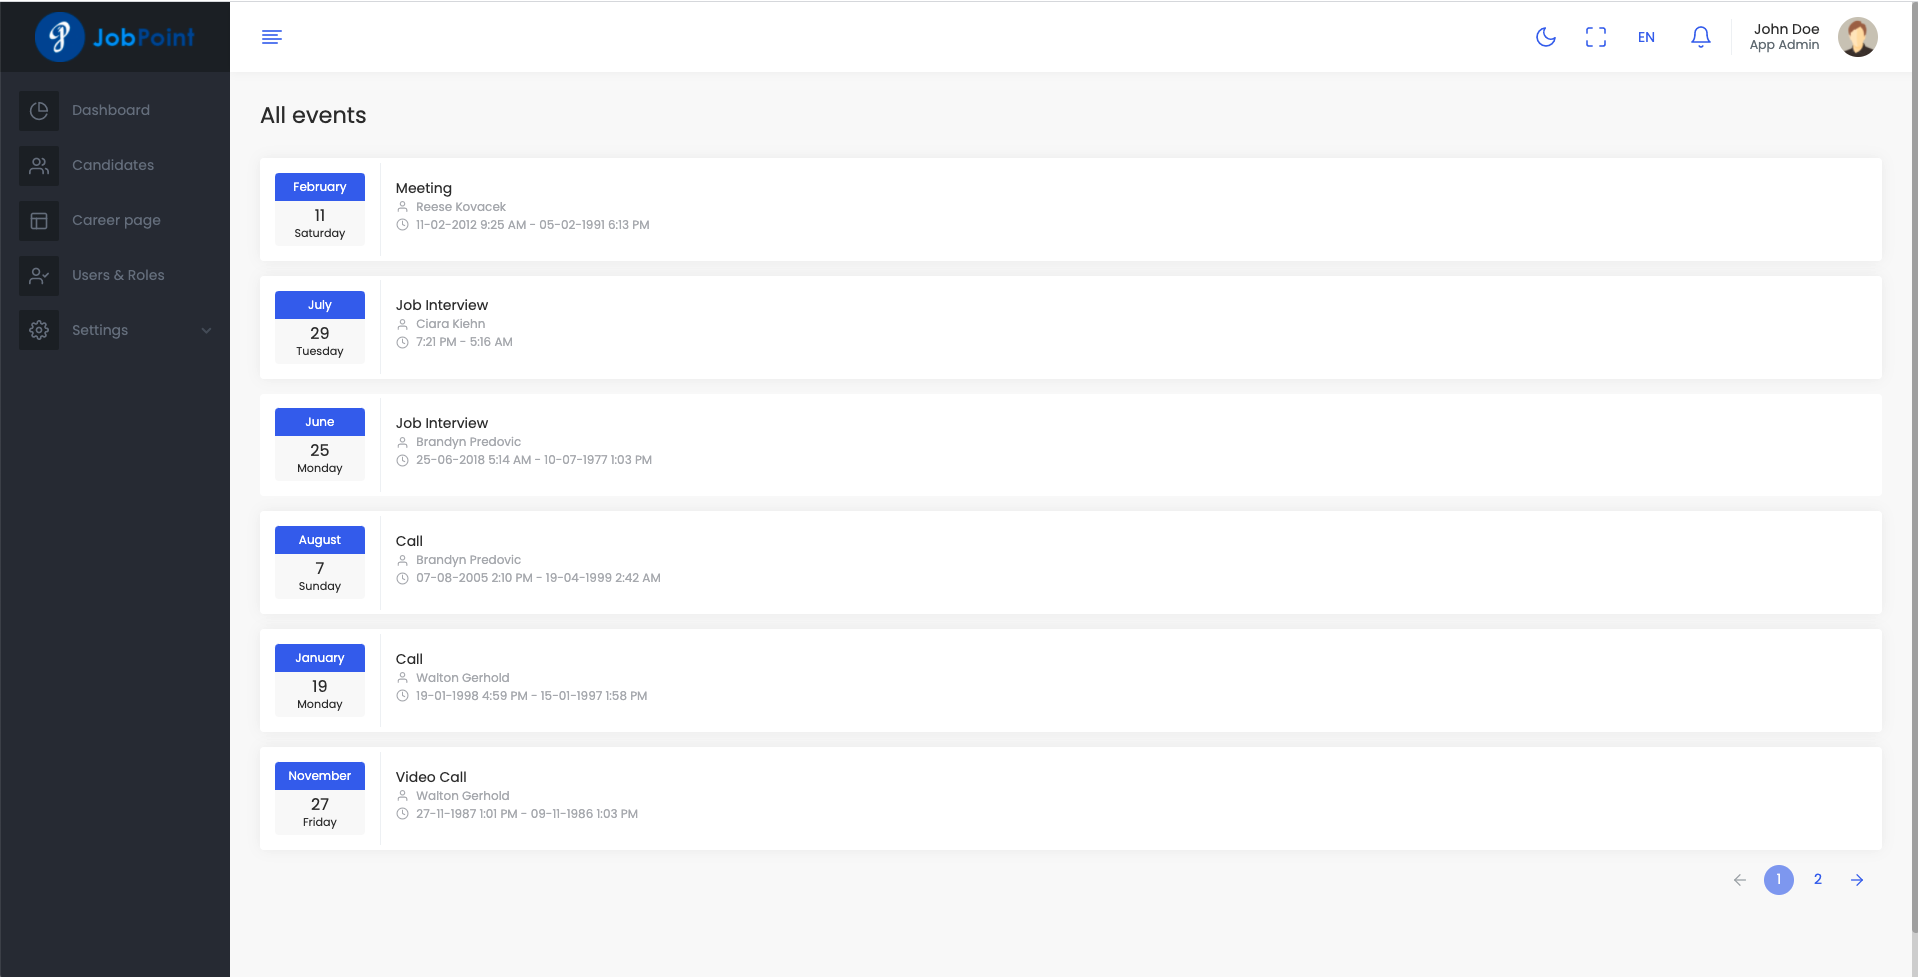 JobPoint
EN
John Doe
App Admin
Dashboard
Candidates
Career page
Users & Roles
Settings
All events
February
11
Saturday
Meeting
Reese Kovacek
11-02-2012 9:25 AM - 05-02-1991 6:13 PM
July
29
Tuesday
Job Interview
Ciara Kiehn
7:21 PM - 5:16 AM
June
25
Monday
Job Interview
Brandyn Predovic
25-06-2018 5:14 AM - 10-07-1977 1:03 PM
August
7
Sunday
Call
Brandyn Predovic
07-08-2005 2:10 PM - 19-04-1999 2:42 AM
January
19
Monday
Call
Walton Gerhold
19-01-1998 4:59 PM - 15-01-1997 1:58 PM
November
27
Friday
Video Call
Walton Gerhold
27-11-1987 1:01 PM - 09-11-1986 1:03 PM
1 2